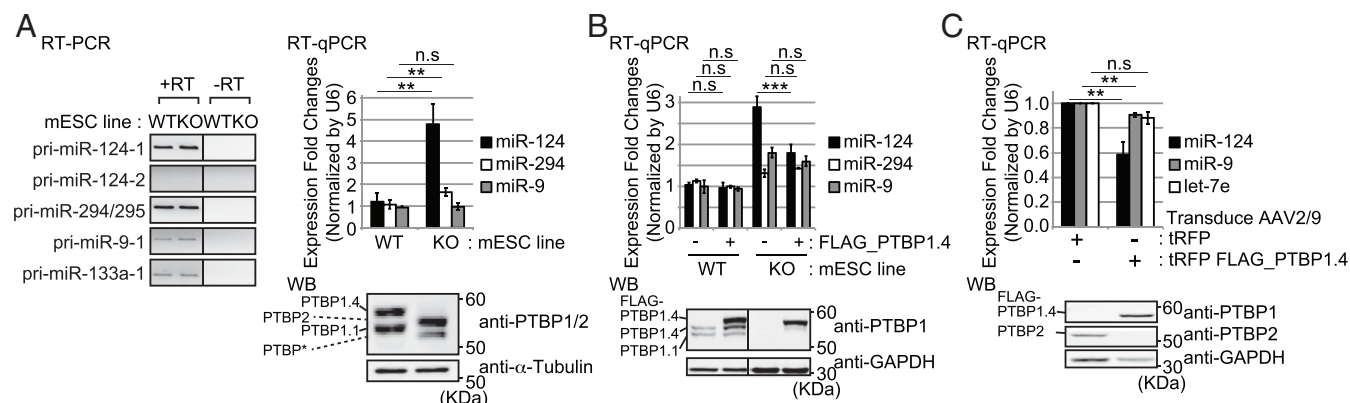 A
RT-PCR
+RT -RT
mESC line : WTKOWTKO
pri-miR-124-1
pri-miR-124-2
pri-miR-294/295
pri-miR-9-1
pri-miR-133a-1
RT-qPCR
n.s
**
**
Expression Fold Changes
(Normalized by U6)
6
5
4
3
2
1
0
miR-124
miR-294
miR-9
WT KO : mESC line
WB
PTBP1.4
PTBP2
PTBP1.1
PTBP*
60
anti-PTBP1/2
50
anti-α-Tubulin
50
(KDa)
B
RT-qPCR
n.s n.s
n.s n.s
n.s ***
Expression Fold Changes
(Normalized by U6)
3
2
1
0
miR-124
miR-294
miR-9
- + - + : FLAG_PTBP1.4
WT KO : mESC line
WB
FLAG-
PTBP1.4
PTBP1.4
PTBP1.1
60
anti-PTBP1
50
anti-GAPDH
30
(KDa)
C
RT-qPCR
n.s
**
**
Expression Fold Changes
(Normalized by U6)
1.0
0.8
0.6
0.4
0.2
0.0
miR-124
miR-9
let-7e
Transduce AAV2/9
+ - : tRFP
- + : tRFP FLAG_PTBP1.4
WB
FLAG-
PTBP1.4
PTBP2
60
anti-PTBP1
anti-PTBP2
50
anti-GAPDH
30
(KDa)